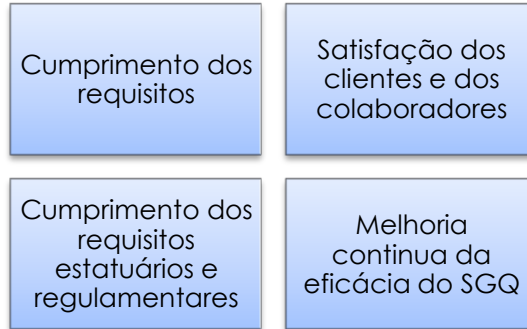 Cumprimento dos
requisitos
Satisfação dos
clientes e dos
colaboradores
Cumprimento dos
requisitos
estatuários e
regulamentares
Melhoria
continua da
eficácia do SGQ